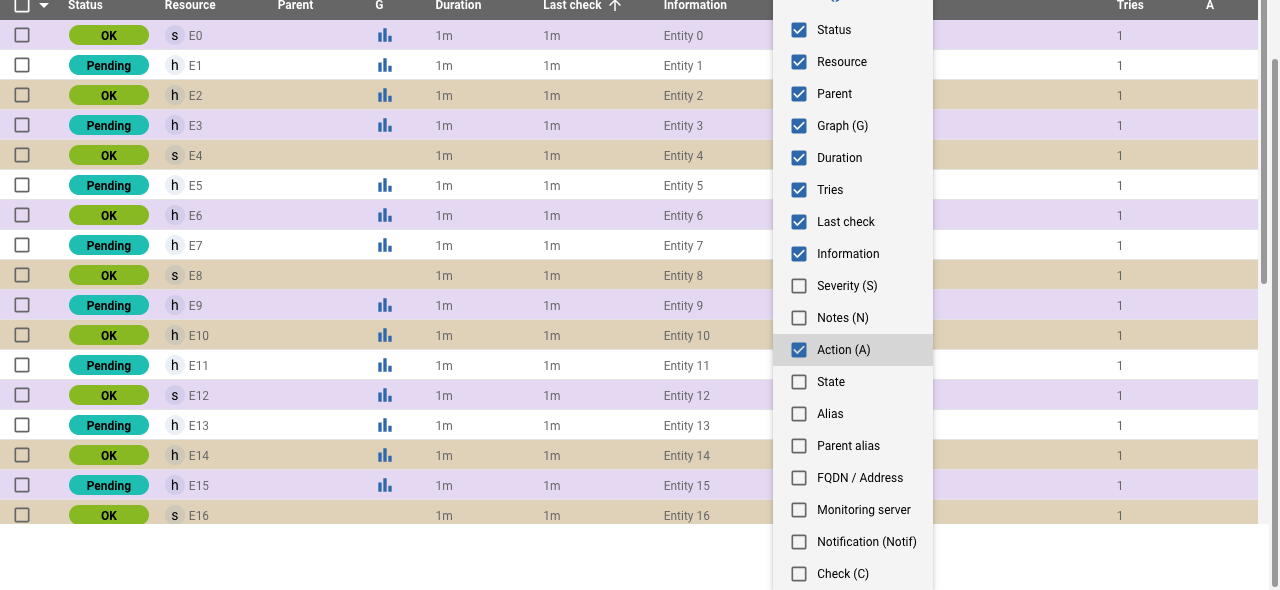 Status Resource Parent G Duration Last check Information Tries A
OK s E0 1m 1m Entity 0 1
Pending h E1 1m 1m Entity 1 1
OK h E2 1m 1m Entity 2 1
Pending h E3 1m 1m Entity 3 1
OK s E4 1m 1m Entity 4 1
Pending h E5 1m 1m Entity 5 1
OK h E6 1m 1m Entity 6 1
Pending h E7 1m 1m Entity 7 1
OK s E8 1m 1m Entity 8 1
Pending h E9 1m 1m Entity 9 1
OK h E10 1m 1m Entity 10 1
Pending h E11 1m 1m Entity 11 1
OK s E12 1m 1m Entity 12 1
Pending h E13 1m 1m Entity 13 1
OK h E14 1m 1m Entity 14 1
Pending h E15 1m 1m Entity 15 1
OK s E16 1m 1m Entity 16 1
Status
Resource
Parent
Graph (G)
Duration
Tries
Last check
Information
Severity (S)
Notes (N)
Action (A)
State
Alias
Parent alias
FQDN / Address
Monitoring server
Notification (Notif)
Check (C)